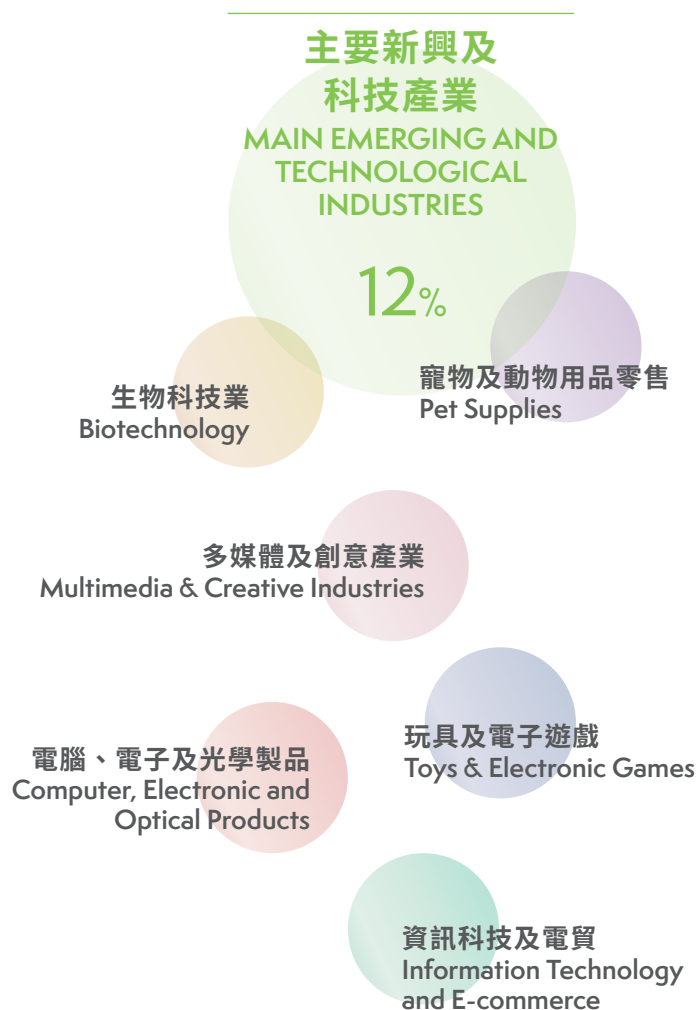 主要新興及
科技產業
MAIN EMERGING AND
TECHNOLOGICAL
INDUSTRIES
12%
生物科技業
Biotechnology
寵物及動物用品零售
Pet Supplies
多媒體及創意產業
Multimedia & Creative Industries
玩具及電子遊戲
Toys & Electronic Games
電腦、電子及光學製品
Computer, Electronic and
Optical Products
資訊科技及電貿
Information Technology
and E-commerce